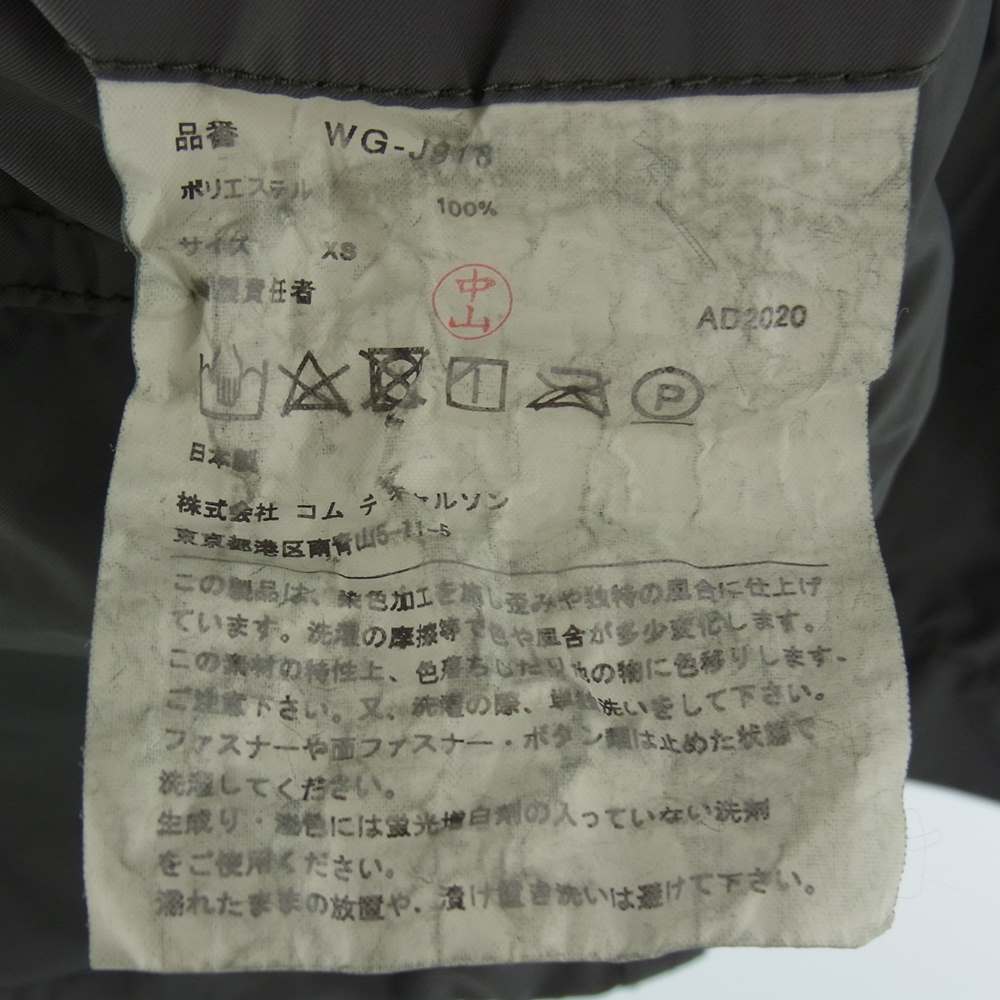 品番 WG-J918
ポリエステル 100%
サイズ XS
責任者 中山 AD2020
P
日本製
株式会社 コム デ ギャルソン
東京都港区南青山5-11-5
この製品は、染色加工を施し歪みや独特の風合に仕上げ
ています。洗濯の摩擦等で色や風合が多少変化します。
この素材の特性上、色落ちしたり他の物に色移りします、
ご注意下さい。又、洗濯の際、単独洗いをして下さい。
ファスナーや面ファスナー・ボタン類は止めた状態で
洗濯してください。
生成り・淡色には蛍光増白剤の入っていない洗剤
をご使用ください。
濡れたままの放置や、漬け置き洗いは避けて下さい。